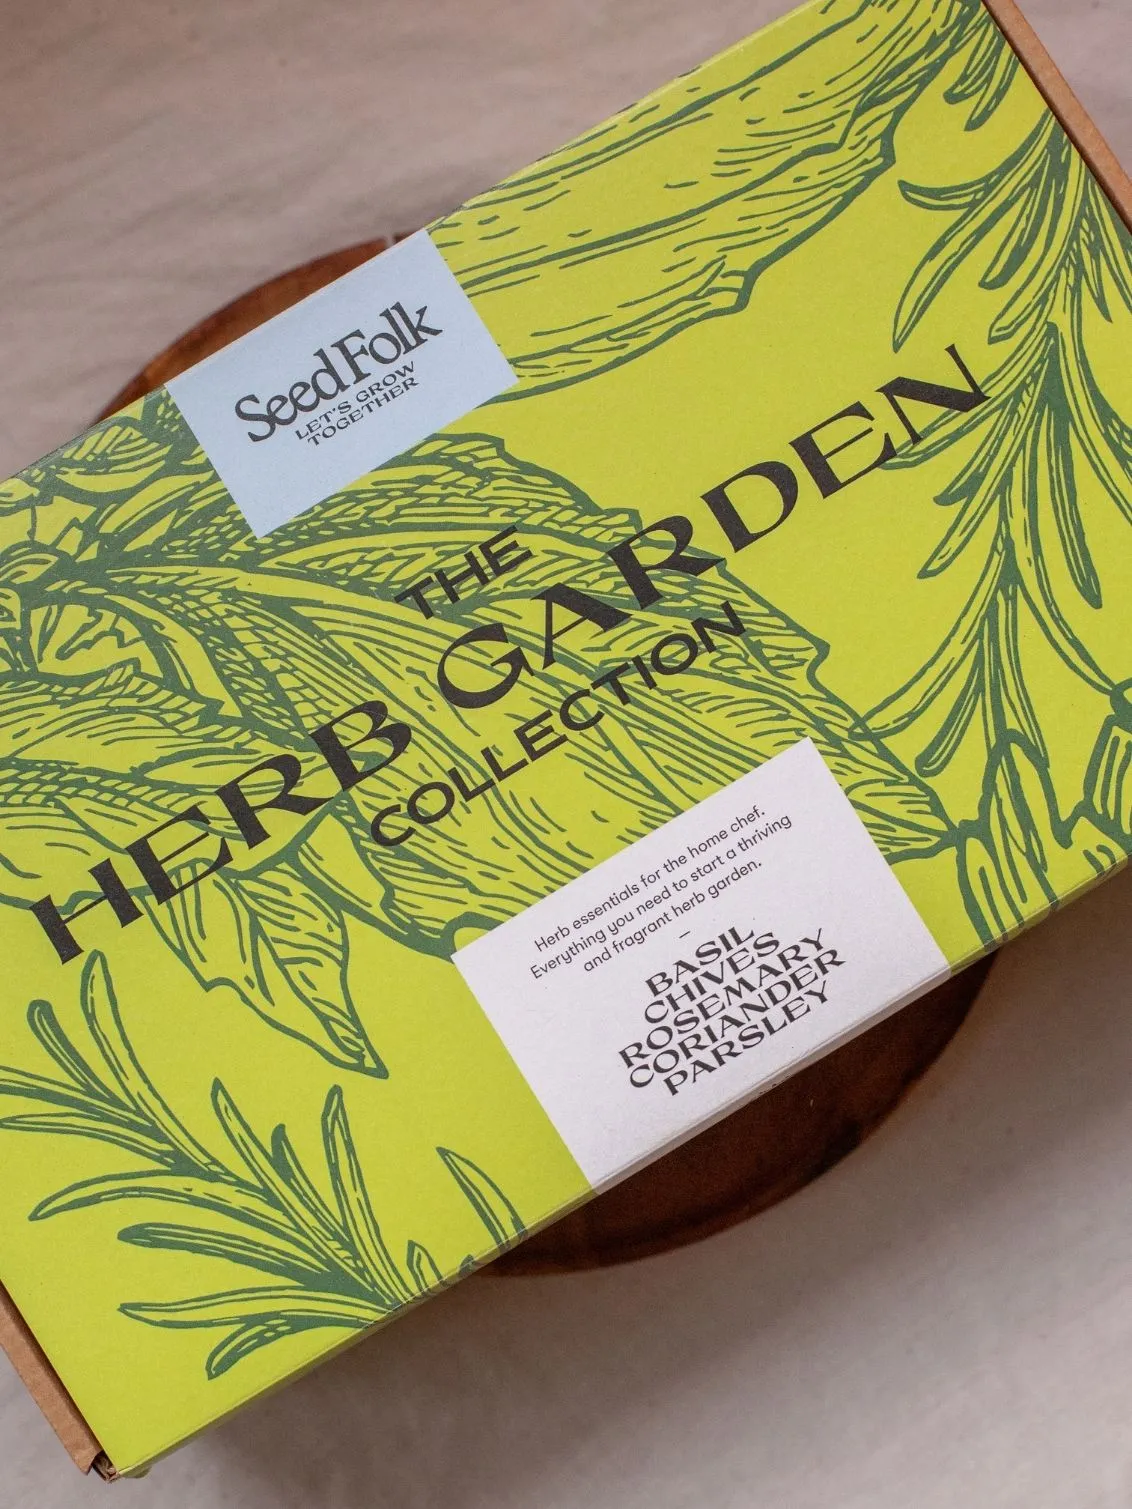 SeedFolk
LET'S GROW
TOGETHER
THE
HERB GARDEN
COLLECTION
Herb essentials for the home chef.
Everything you need to start a thriving
and fragrant herb garden.
–
BASIL
CHIVES
ROSEMARY
CORIANDER
PARSLEY